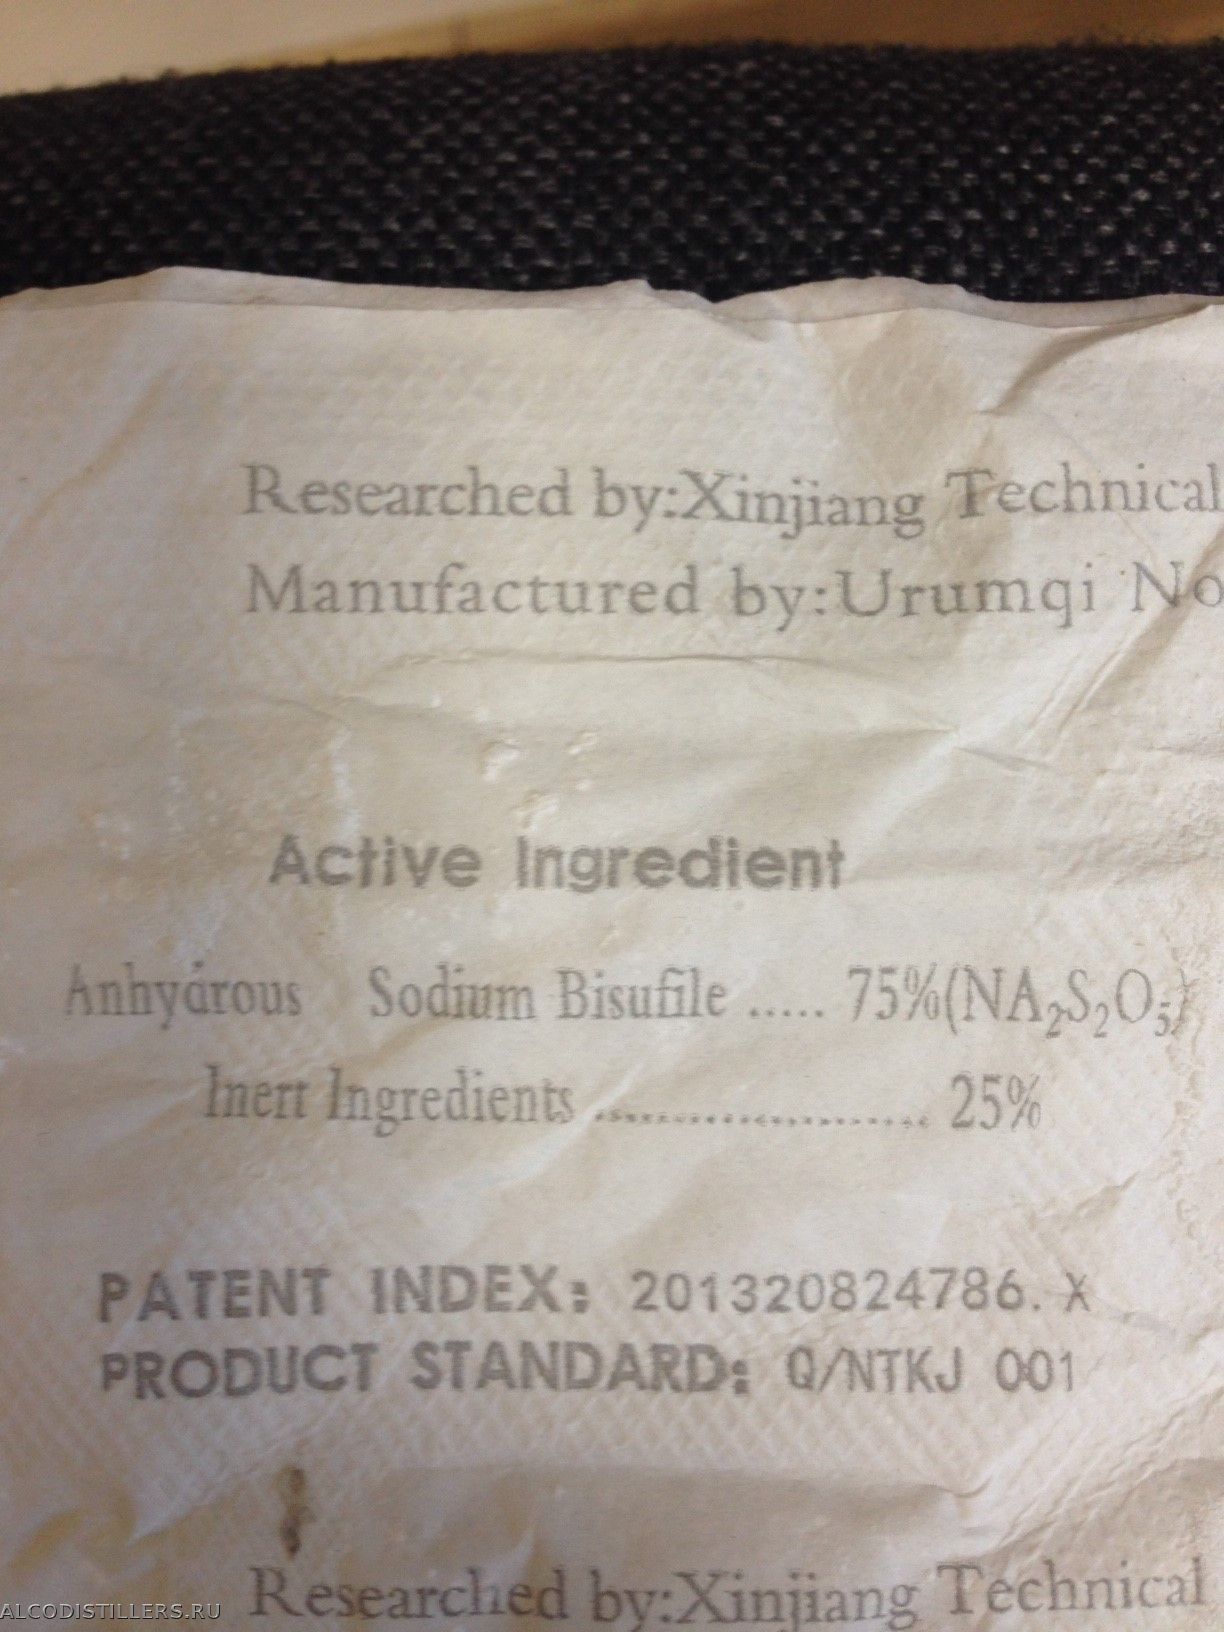 Researched by:Xinjiang Technical
Manufactured by:Urumqi No
Active Ingredient
Anhydrous Sodium Bisufile ..... 75%(NA₂S₂O₅)
Inert Ingredients .......................... 25%
PATENT INDEX: 201320824786. X
PRODUCT STANDARD: Q/NTKJ 001
Researched by:Xinjiang Technical
ALCODISTILLERS.RU